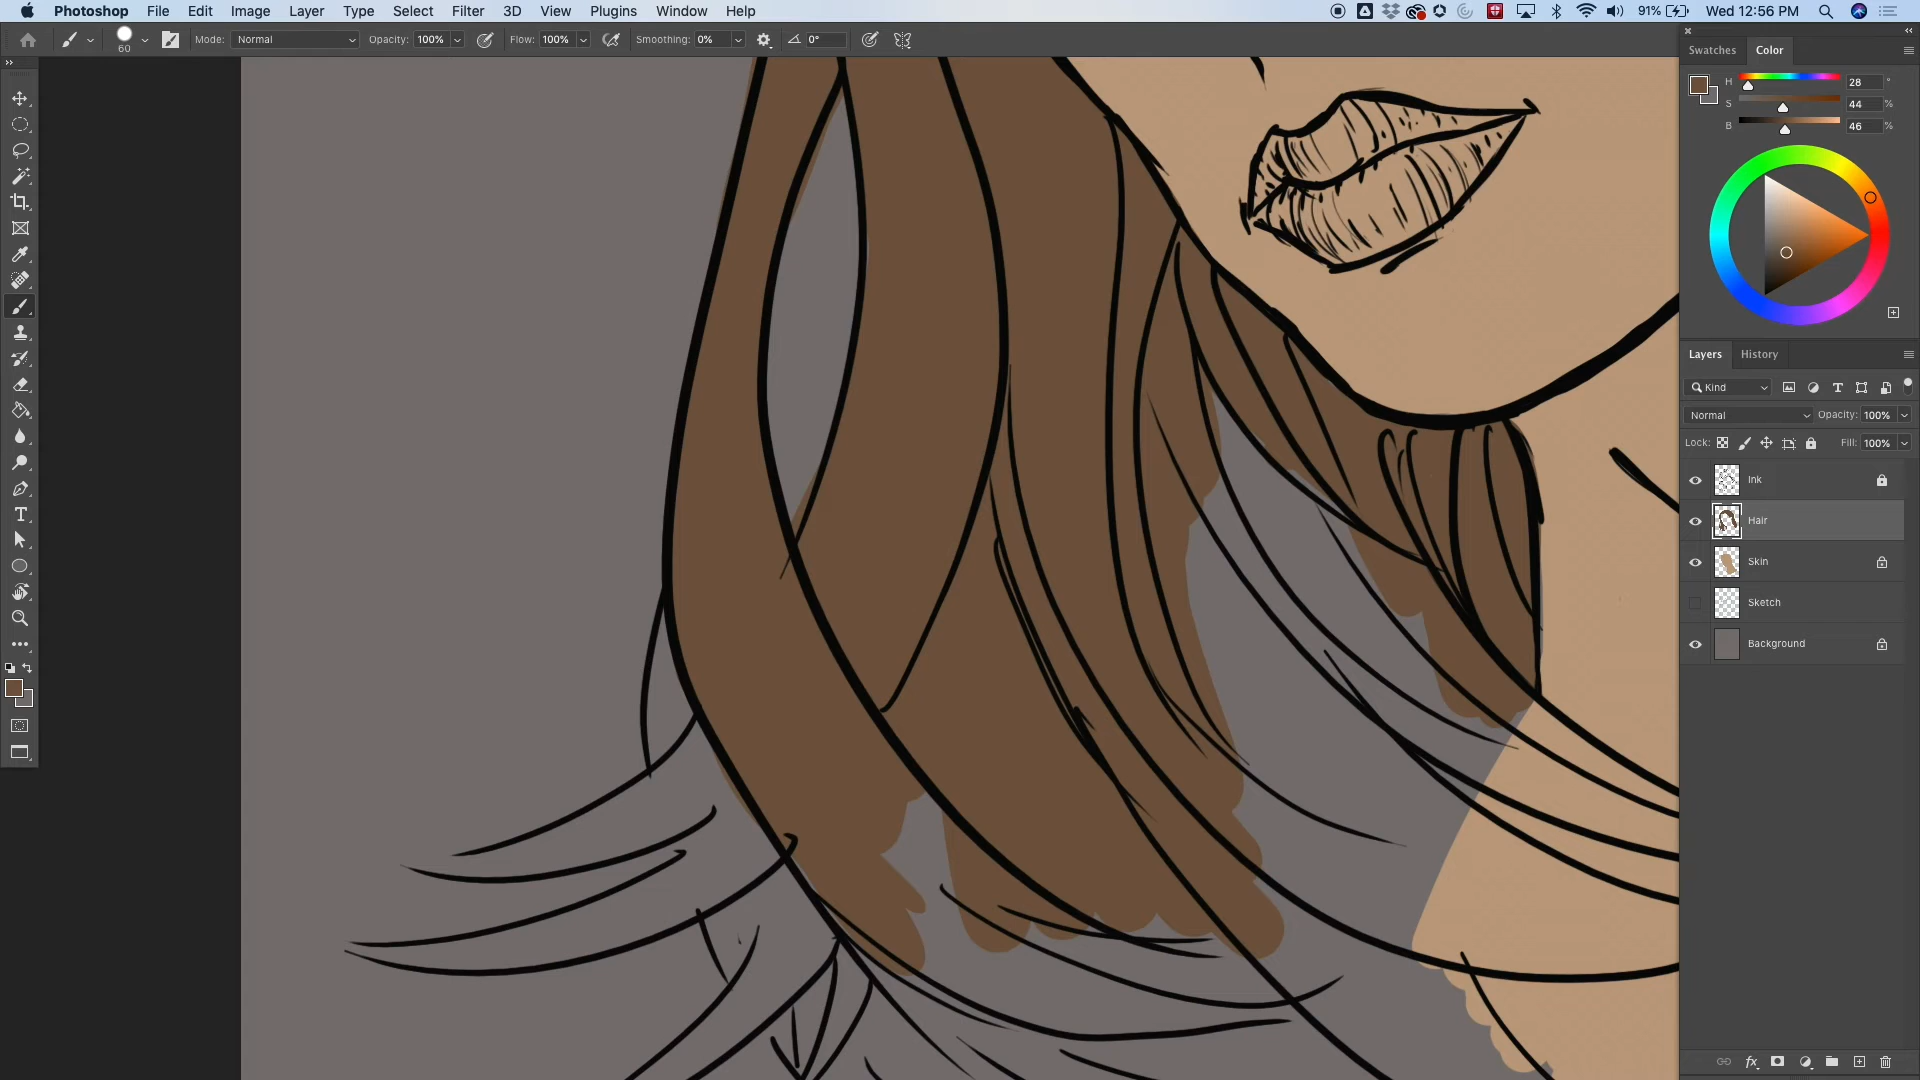 Photoshop File Edit Image Layer Type Select Filter 3D View Plugins Window Help 91% Wed 12:56 PM
60 Mode: Normal Opacity: 100% Flow: 100% Smoothing: 0% 0°
Swatches Color
H 28 °
S 44 %
B 46 %
Layers History
Kind
Normal Opacity: 100%
Lock: Fill: 100%
Ink
Hair
Skin
Sketch
Background
fx